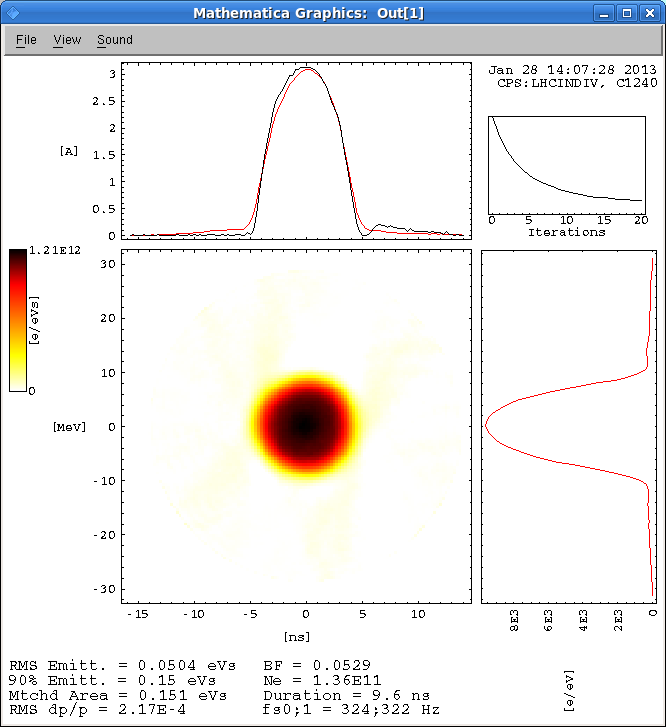 Mathematica Graphics: Out[1]
File View Sound
Jan 28 14:07:28 2013
CPS:LHCINDIV, C1240
3
2.5
2
1.5
1
0.5
0
[A]
0 5 10 15 20
Iterations
1.21E12
[e/eVs]
0
30
20
10
0
-10
-20
-30
[MeV]
-15 -10 -5 0 5 10
[ns]
8E3 6E3 4E3 2E3 0
[e/eV]
RMS Emitt. = 0.0504 eVs BF = 0.0529
90% Emitt. = 0.15 eVs Ne = 1.36E11
Mtchd Area = 0.151 eVs Duration = 9.6 ns
RMS dp/p = 2.17E-4 fs0;1 = 324;322 Hz